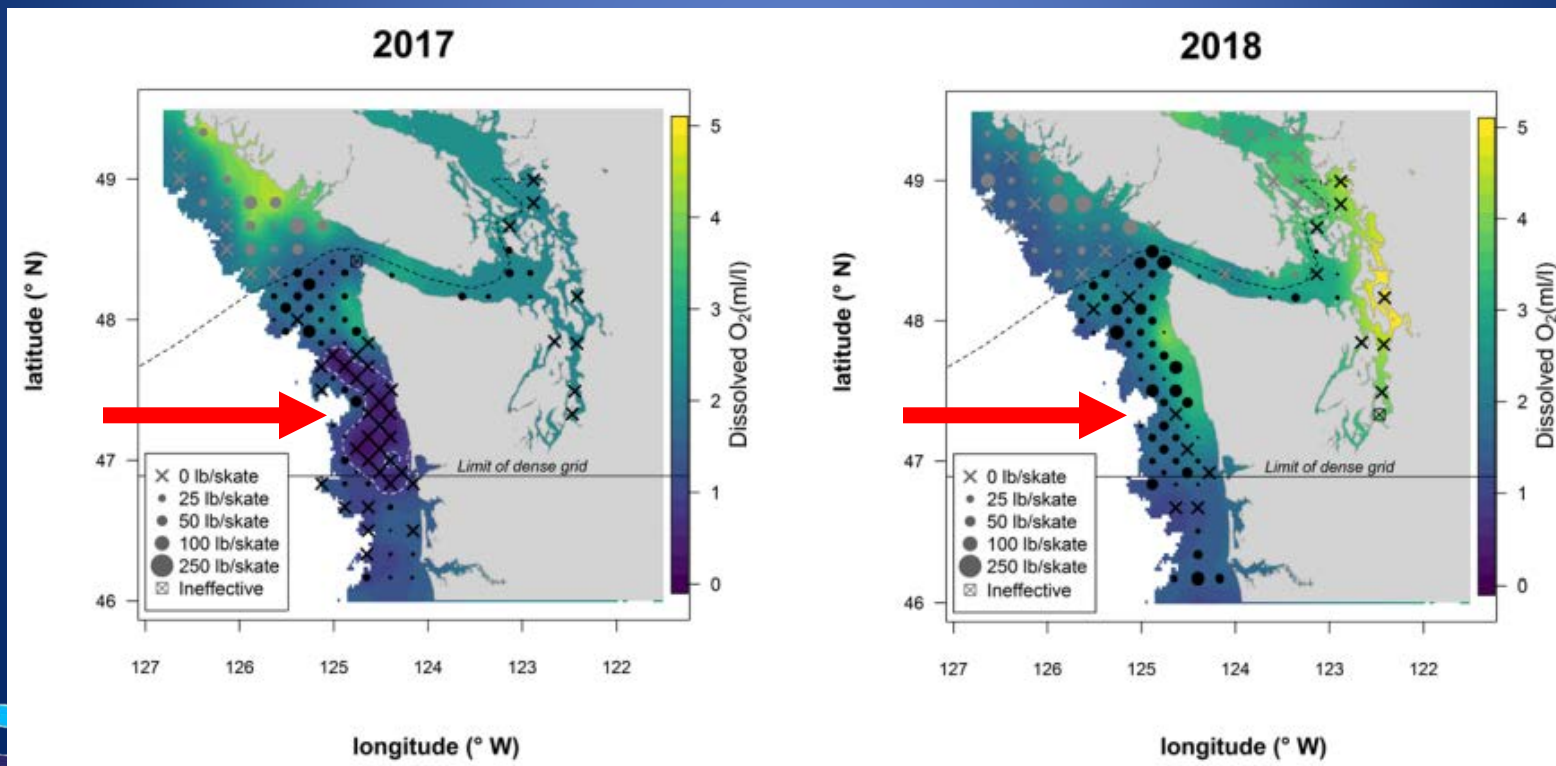 2017
5
4
3
2
1
0
Dissolved O₂(ml/l)
49
48
47
46
latitude (° N)
Limit of dense grid
0 lb/skate
25 lb/skate
50 lb/skate
100 lb/skate
250 lb/skate
Ineffective
127 126 125 124 123 122
longitude (° W)
2018
5
4
3
2
1
0
Dissolved O₂(ml/l)
49
48
47
46
latitude (° N)
Limit of dense grid
0 lb/skate
25 lb/skate
50 lb/skate
100 lb/skate
250 lb/skate
Ineffective
127 126 125 124 123 122
longitude (° W)